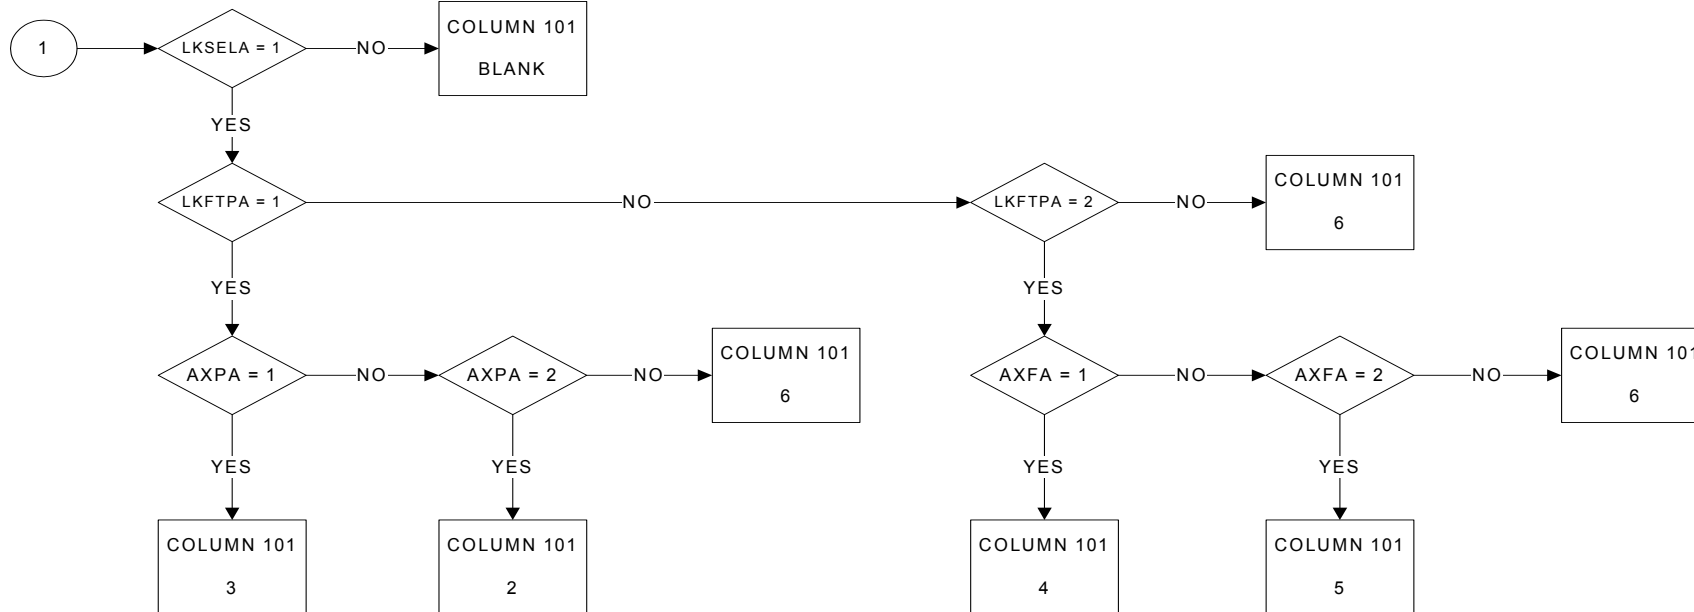 1
LKSELA = 1
NO
COLUMN 101
BLANK
YES
LKFTPA = 1
NO
LKFTPA = 2
NO
COLUMN 101
6
YES
YES
AXPA = 1
NO
AXPA = 2
NO
COLUMN 101
6
AXFA = 1
NO
AXFA = 2
NO
COLUMN 101
6
YES
YES
YES
YES
COLUMN 101
3
COLUMN 101
2
COLUMN 101
4
COLUMN 101
5